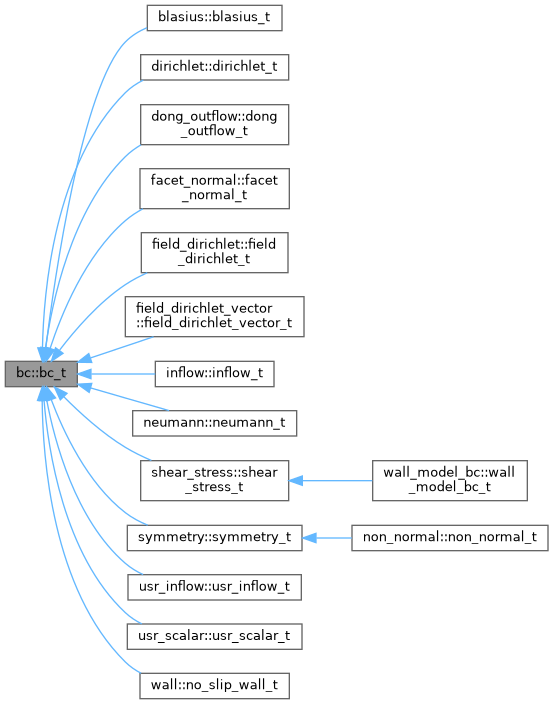 blasius::blasius_t
dirichlet::dirichlet_t
dong_outflow::dong
_outflow_t
facet_normal::facet
_normal_t
field_dirichlet::field
_dirichlet_t
field_dirichlet_vector
::field_dirichlet_vector_t
bc::bc_t
inflow::inflow_t
neumann::neumann_t
shear_stress::shear
_stress_t
wall_model_bc::wall
_model_bc_t
symmetry::symmetry_t
non_normal::non_normal_t
usr_inflow::usr_inflow_t
usr_scalar::usr_scalar_t
wall::no_slip_wall_t